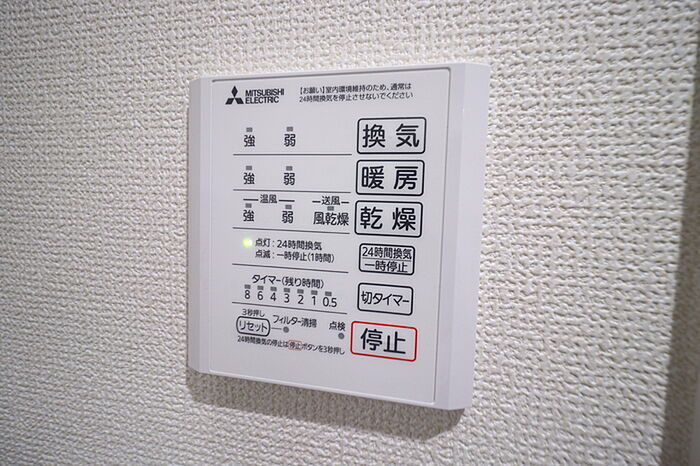 MITSUBISHI
ELECTRIC
【お願い】室内環境維持のため、通常は
24時間換気を停止させないでください
強 弱 換気
強 弱 暖房
温風 送風
強 弱 風乾燥 乾燥
点灯：24時間換気
点滅：一時停止(1時間)
24時間換気
一時停止
タイマー(残り時間)
8 6 4 3 2 1 0.5
切タイマー
3秒押し
リセット フィルター清掃 点検
停止
24時間換気の停止は停止ボタンを3秒押し